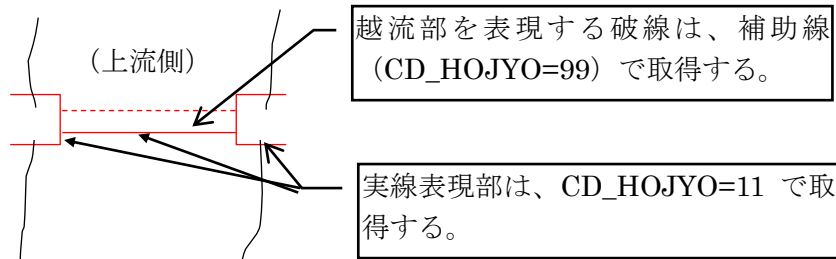 越流部を表現する破線は、補助線
（CD_HOJYO=99）で取得する。
（上流側）
実線表現部は、CD_HOJYO=11 で取
得する。